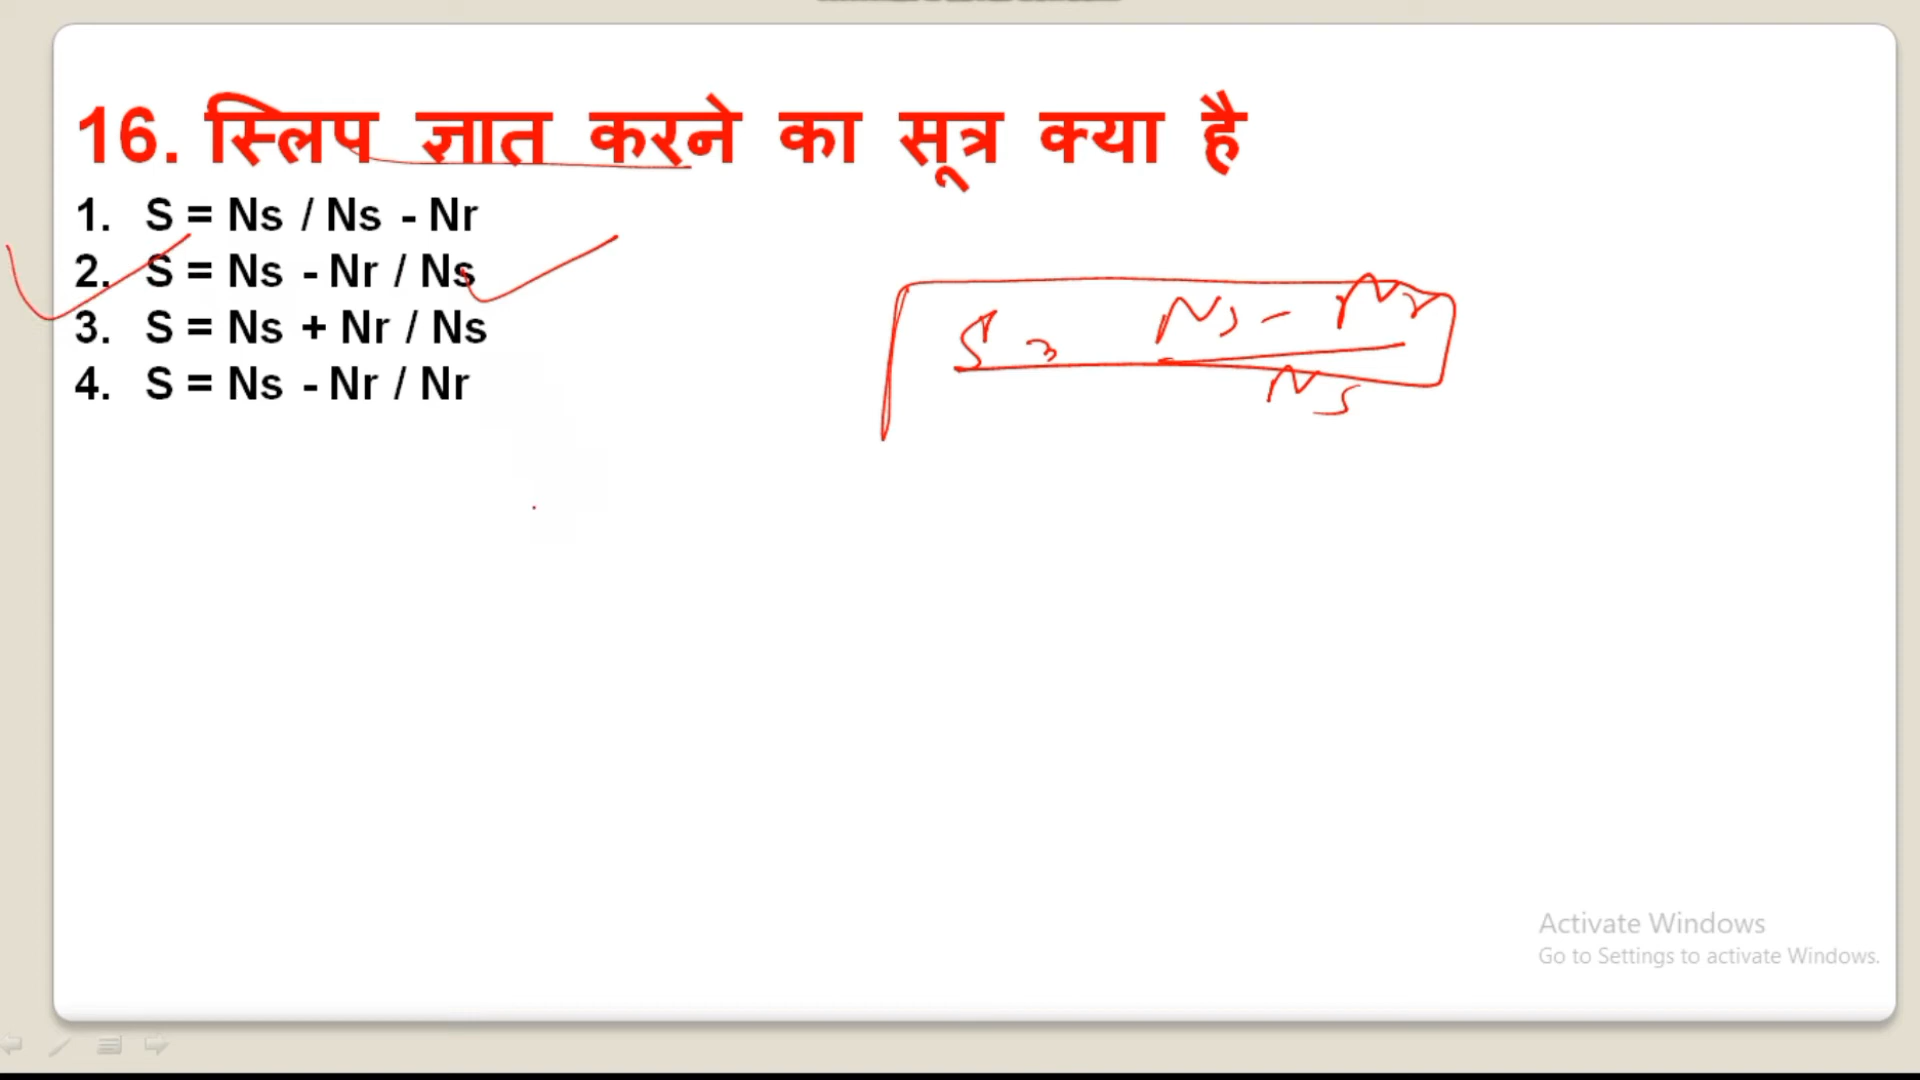 16. स्लिप ज्ञात करने का सूत्र क्या है
1. S = Ns / Ns - Nr
2. S = Ns - Nr / Ns
3. S = Ns + Nr / Ns
4. S = Ns - Nr / Nr
S = Ns - Nr
Ns
Activate Windows
Go to Settings to activate Windows.